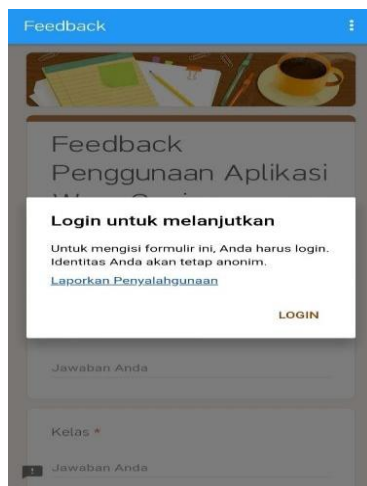 Feedback
Feedback
Penggunaan Aplikasi
Login untuk melanjutkan
Untuk mengisi formulir ini, Anda harus login.
Identitas Anda akan tetap anonim.
Laporkan Penyalahgunaan
LOGIN
Jawaban Anda
Kelas *
Jawaban Anda